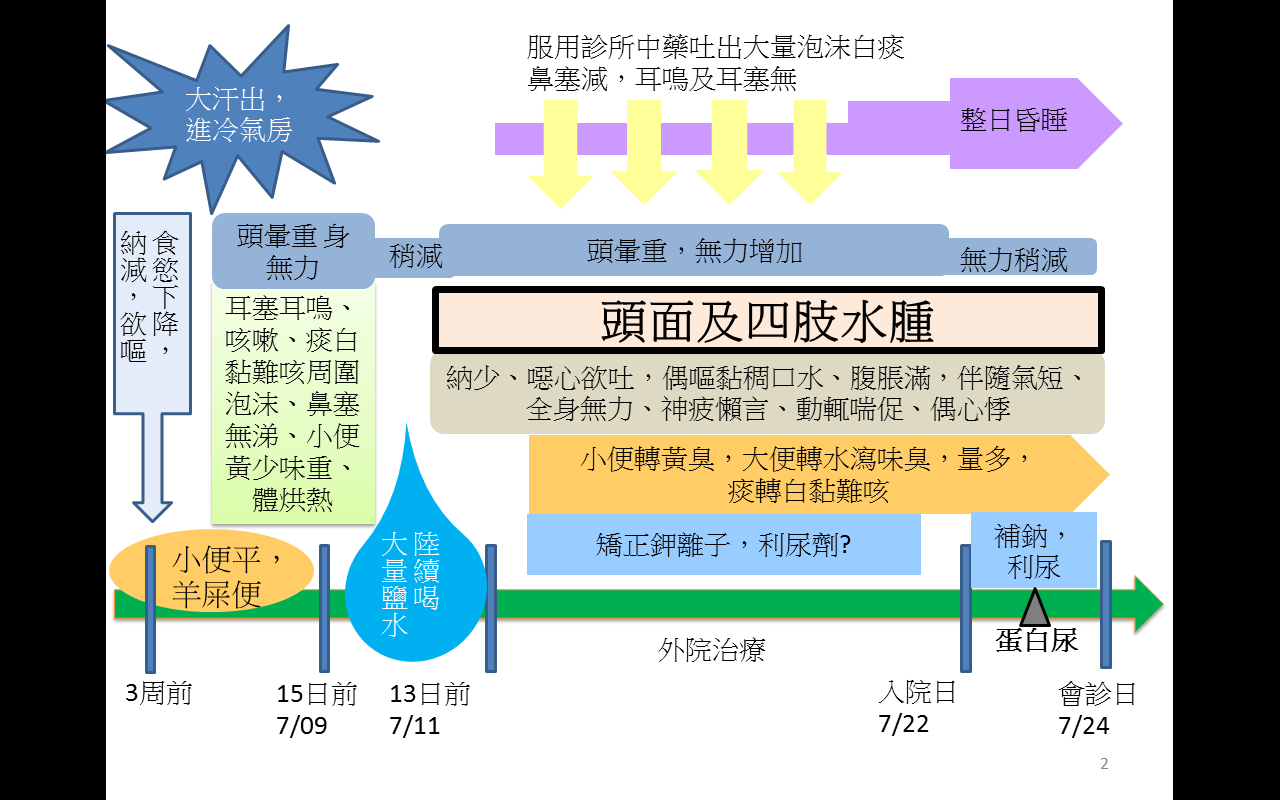 服用診所中藥吐出大量泡沫白痰
鼻塞減，耳鳴及耳塞無
大汗出，
進冷氣房
整日昏睡
食慾下降，
納減，欲嘔
頭暈重 身
無力
稍減
頭暈重，無力增加
無力稍減
耳塞耳鳴、
咳嗽、痰白
黏難咳周圍
泡沫、鼻塞
無涕、小便
黃少味重、
體烘熱
頭面及四肢水腫
納少、噁心欲吐，偶嘔黏稠口水、腹脹滿，伴隨氣短、
全身無力、神疲懶言、動輒喘促、偶心悸
小便轉黃臭，大便轉水瀉味臭，量多，
痰轉白黏難咳
矯正鉀離子，利尿劑?
補鈉，
利尿
小便平，
羊屎便
陸續喝
大量鹽水
蛋白尿
外院治療
3周前
15日前
7/09
13日前
7/11
入院日
7/22
會診日
7/24
2